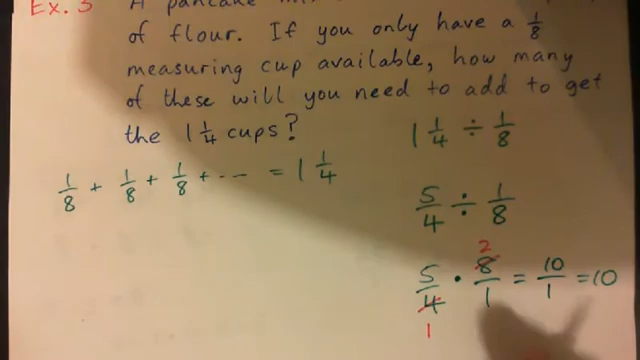 Ex. 3 A pancake
of flour. If you only have a 1/8
measuring cup available, how many
of these will you need to add to get
the 1 1/4 cups?
1 1/4 ÷ 1/8
1/8 + 1/8 + 1/8 + ... = 1 1/4
5/4 ÷ 1/8
2
5/4 · 8/1 = 10/1 = 10
1